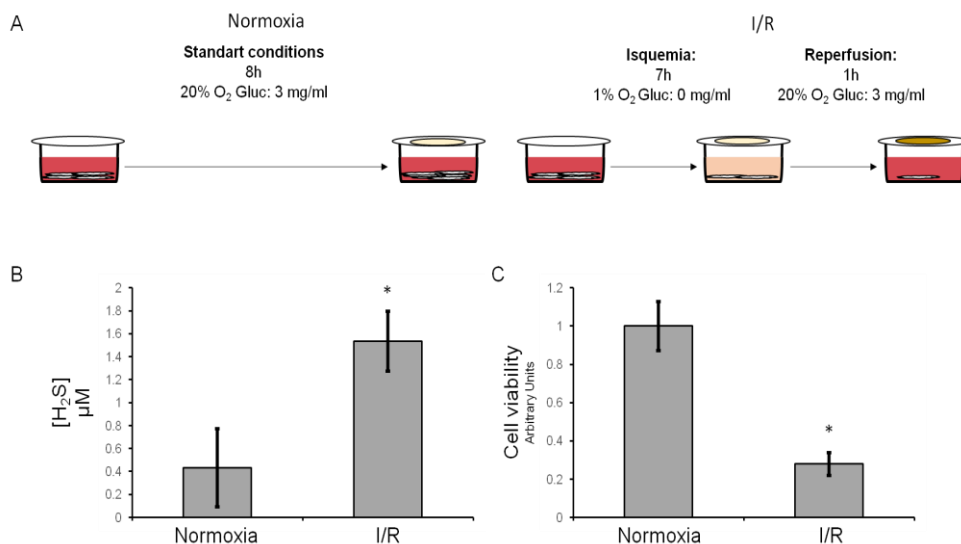 A
Normoxia
Standart conditions
8h
20% O₂ Gluc: 3 mg/ml
I/R
Isquemia:
7h
1% O₂ Gluc: 0 mg/ml
Reperfusion:
1h
20% O₂ Gluc: 3 mg/ml
B
[H₂S]
µM
2
1.8
1.6
1.4
1.2
1
0.8
0.6
0.4
0.2
0
*
Normoxia
I/R
C
Cell viability
Arbitrary Units
1.2
1
0.8
0.6
0.4
0.2
0
*
Normoxia
I/R